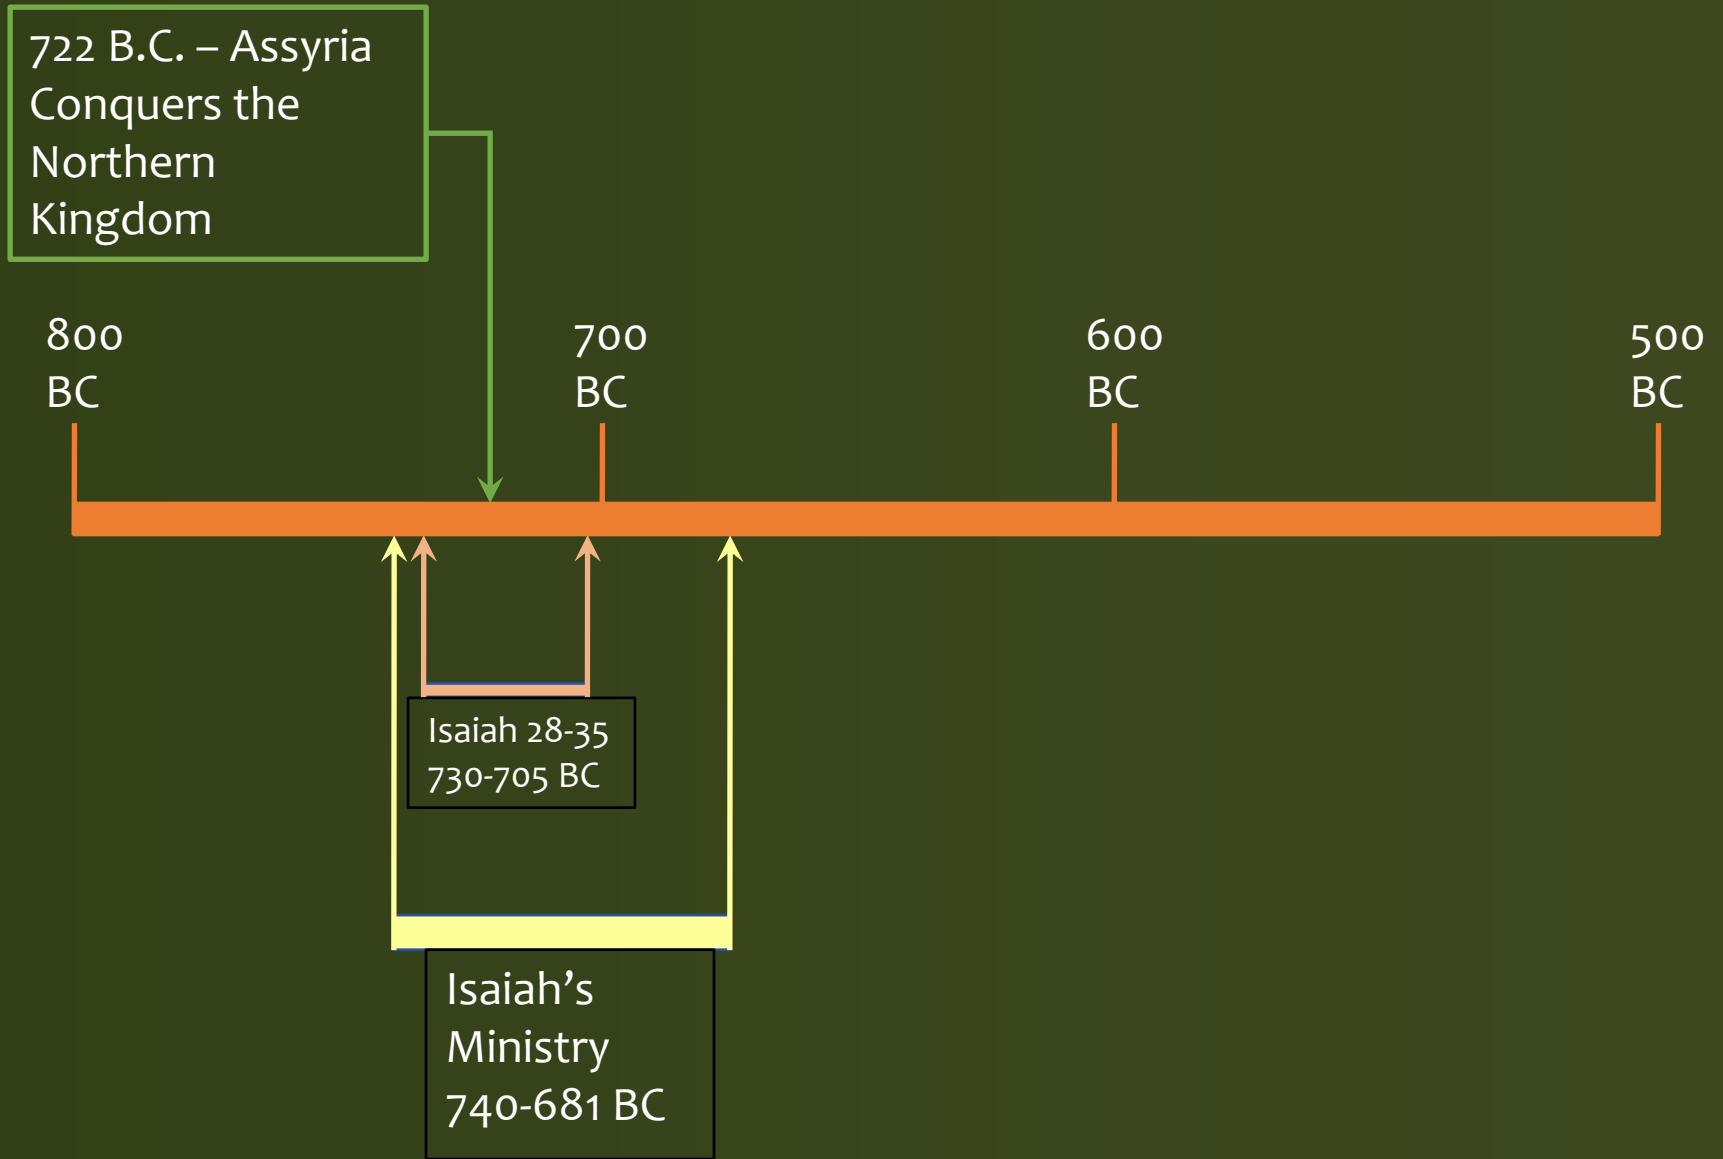 722 B.C. – Assyria
Conquers the
Northern
Kingdom
800
BC
700
BC
600
BC
500
BC
Isaiah 28-35
730-705 BC
Isaiah’s
Ministry
740-681 BC